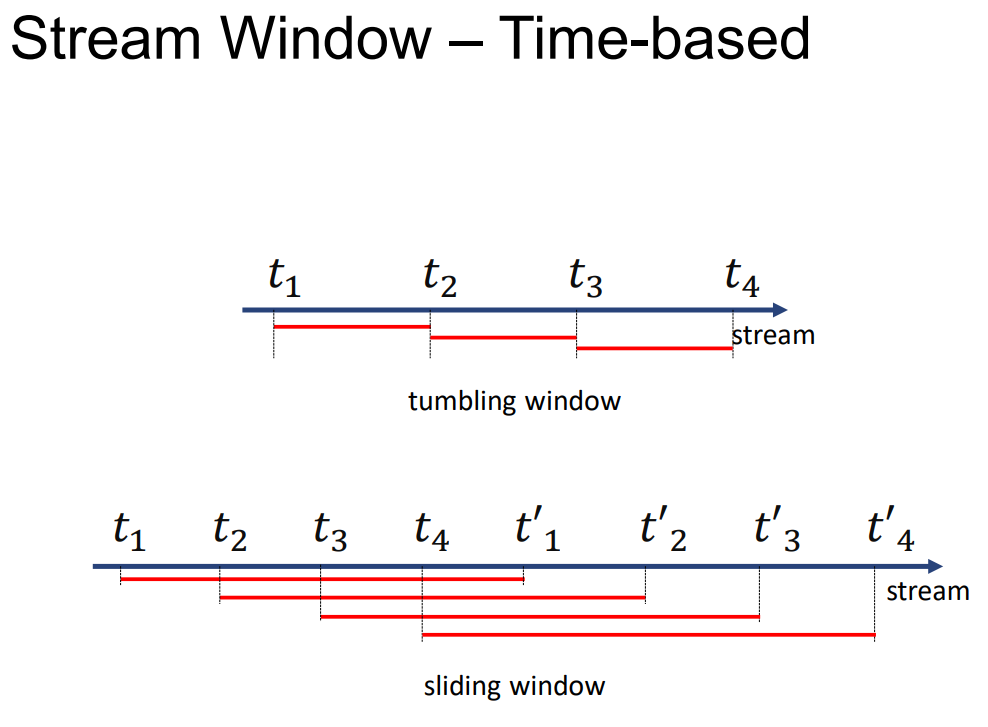 Stream Window – Time-based
t₁ t₂ t₃ t₄
stream
tumbling window
t₁ t₂ t₃ t₄ t′₁ t′₂ t′₃ t′₄
stream
sliding window